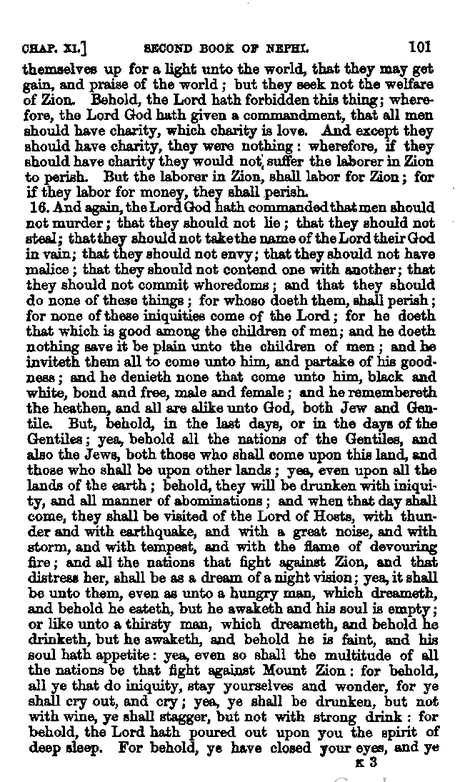 CHAP. XI.] SECOND BOOK OF NEPHI. 101
themselves up for a light unto the world, that they may get
gain, and praise of the world; but they seek not the welfare
of Zion. Behold, the Lord hath forbidden this thing; where-
fore, the Lord God hath given a commandment, that all men
should have charity, which charity is love. And except they
should have charity, they were nothing: wherefore, if they
should have charity they would not suffer the laborer in Zion
to perish. But the laborer in Zion, shall labor for Zion; for
if they labor for money, they shall perish.
16. And again, the Lord God hath commanded that men should
not murder; that they should not lie; that they should not
steal; that they should not take the name of the Lord their God
in vain; that they should not envy; that they should not have
malice; that they should not contend one with another; that
they should not commit whoredoms; and that they should
do none of these things; for whoso doeth them, shall perish;
for none of these iniquities come of the Lord; for he doeth
that which is good among the children of men; and he doeth
nothing save it be plain unto the children of men; and he
inviteth them all to come unto him, and partake of his good-
ness; and he denieth none that come unto him, black and
white, bond and free, male and female; and he remembereth
the heathen, and all are alike unto God, both Jew and Gen-
tile. But, behold, in the last days, or in the days of the
Gentiles; yea, behold all the nations of the Gentiles, and
also the Jews, both those who shall come upon this land, and
those who shall be upon other lands; yea, even upon all the
lands of the earth; behold, they will be drunken with iniqui-
ty, and all manner of abominations; and when that day shall
come, they shall be visited of the Lord of Hosts, with thun-
der and with earthquake, and with a great noise, and with
storm, and with tempest, and with the flame of devouring
fire; and all the nations that fight against Zion, and that
distress her, shall be as a dream of a night vision; yea, it shall
be unto them, even as unto a hungry man, which dreameth,
and behold he eateth, but he awaketh and his soul is empty;
or like unto a thirsty man, which dreameth, and behold he
drinketh, but he awaketh, and behold he is faint, and his
soul hath appetite: yea, even so shall the multitude of all
the nations be that fight against Mount Zion: for behold,
all ye that do iniquity, stay yourselves and wonder, for ye
shall cry out, and cry; yea, ye shall be drunken, but not
with wine, ye shall stagger, but not with strong drink: for
behold, the Lord hath poured out upon you the spirit of
deep sleep. For behold, ye have closed your eyes, and ye
K 3